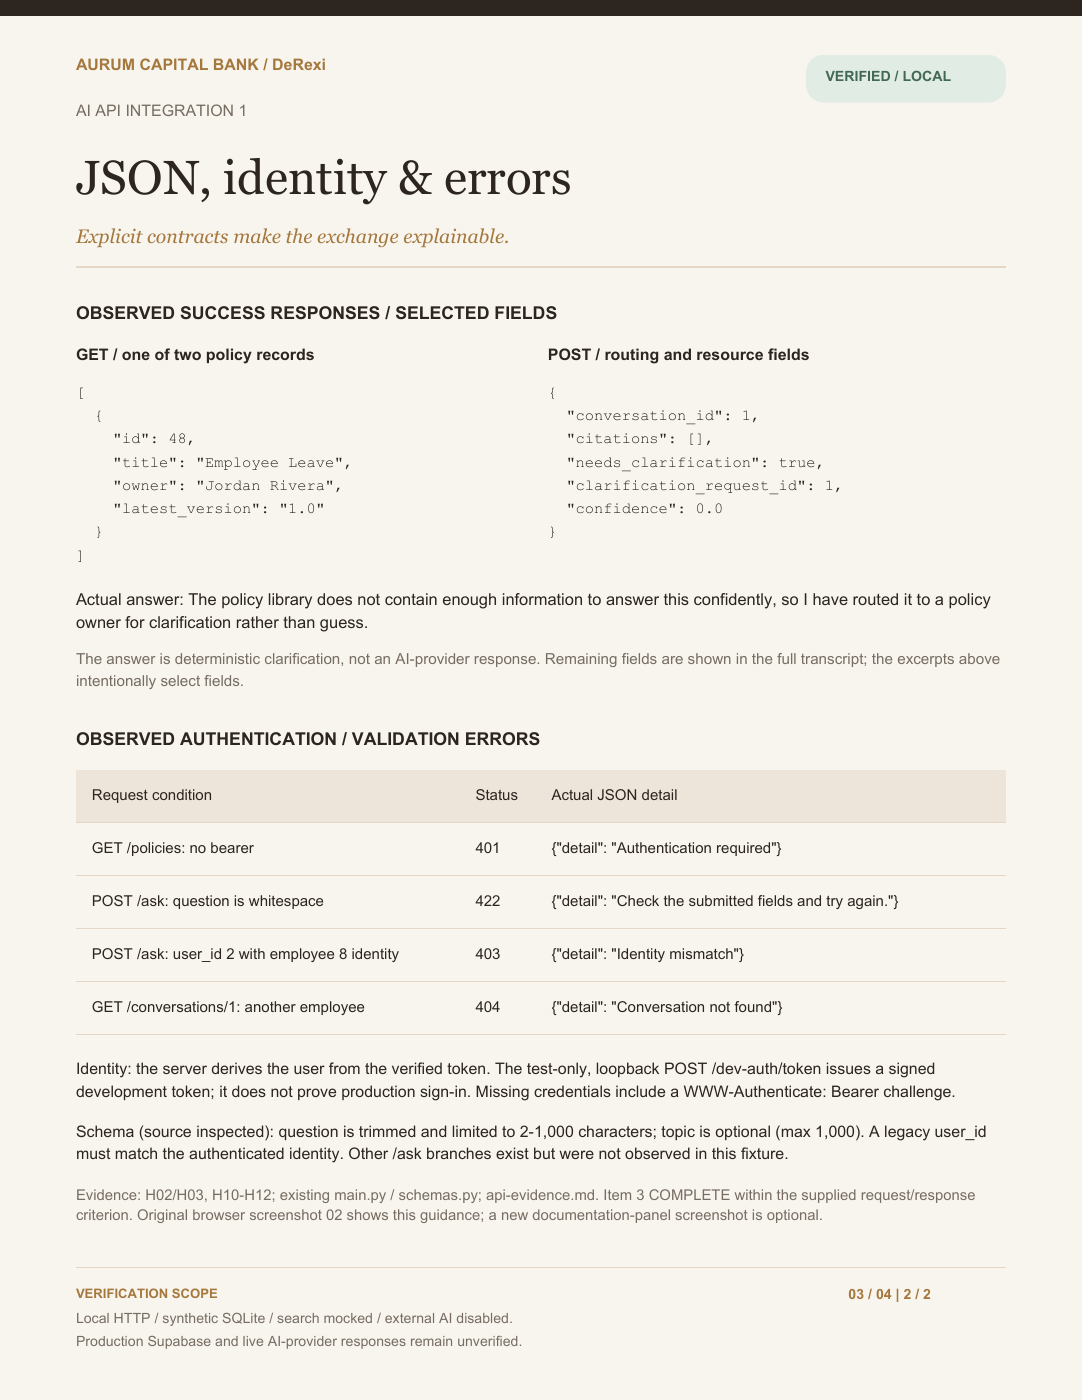 AURUM CAPITAL BANK / DeRexi
VERIFIED / LOCAL
AI API INTEGRATION 1
JSON, identity & errors
Explicit contracts make the exchange explainable.
OBSERVED SUCCESS RESPONSES / SELECTED FIELDS
GET / one of two policy records
[
  {
    "id": 48,
    "title": "Employee Leave",
    "owner": "Jordan Rivera",
    "latest_version": "1.0"
  }
]
POST / routing and resource fields
{
  "conversation_id": 1,
  "citations": [],
  "needs_clarification": true,
  "clarification_request_id": 1,
  "confidence": 0.0
}
Actual answer: The policy library does not contain enough information to answer this confidently, so I have routed it to a policy
owner for clarification rather than guess.
The answer is deterministic clarification, not an AI-provider response. Remaining fields are shown in the full transcript; the excerpts above
intentionally select fields.
OBSERVED AUTHENTICATION / VALIDATION ERRORS
Request condition Status Actual JSON detail
GET /policies: no bearer 401 {"detail": "Authentication required"}
POST /ask: question is whitespace 422 {"detail": "Check the submitted fields and try again."}
POST /ask: user_id 2 with employee 8 identity 403 {"detail": "Identity mismatch"}
GET /conversations/1: another employee 404 {"detail": "Conversation not found"}
Identity: the server derives the user from the verified token. The test-only, loopback POST /dev-auth/token issues a signed
development token; it does not prove production sign-in. Missing credentials include a WWW-Authenticate: Bearer challenge.
Schema (source inspected): question is trimmed and limited to 2-1,000 characters; topic is optional (max 1,000). A legacy user_id
must match the authenticated identity. Other /ask branches exist but were not observed in this fixture.
Evidence: H02/H03, H10-H12; existing main.py / schemas.py; api-evidence.md. Item 3 COMPLETE within the supplied request/response
criterion. Original browser screenshot 02 shows this guidance; a new documentation-panel screenshot is optional.
VERIFICATION SCOPE
03 / 04 | 2 / 2
Local HTTP / synthetic SQLite / search mocked / external AI disabled.
Production Supabase and live AI-provider responses remain unverified.